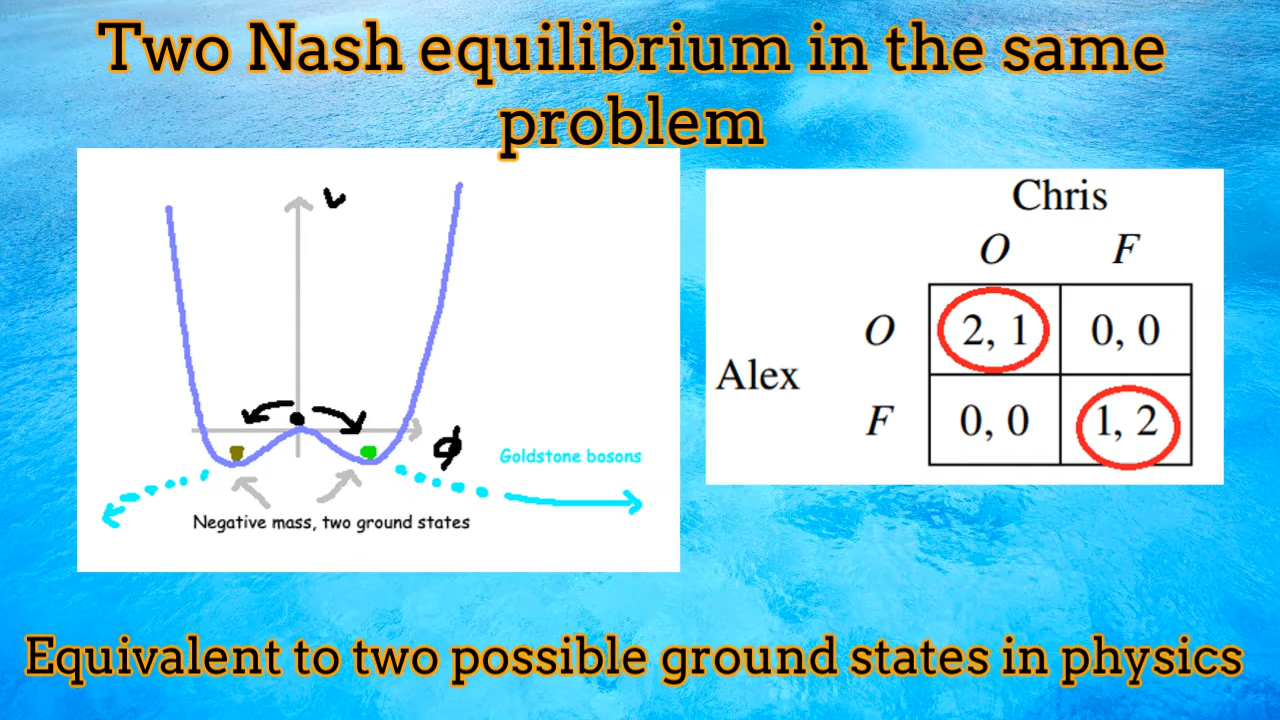 Two Nash equilibrium in the same
problem
V
ϕ
Goldstone bosons
Negative mass, two ground states
Chris
O F
O 2, 1 0, 0
Alex
F 0, 0 1, 2
Equivalent to two possible ground states in physics